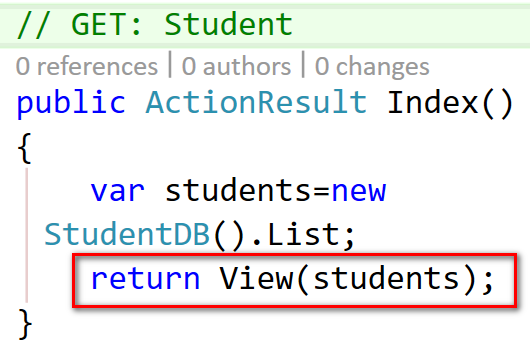 // GET: Student
0 references | 0 authors | 0 changes
public ActionResult Index()
{
var students=new
StudentDB().List;
return View(students);
}